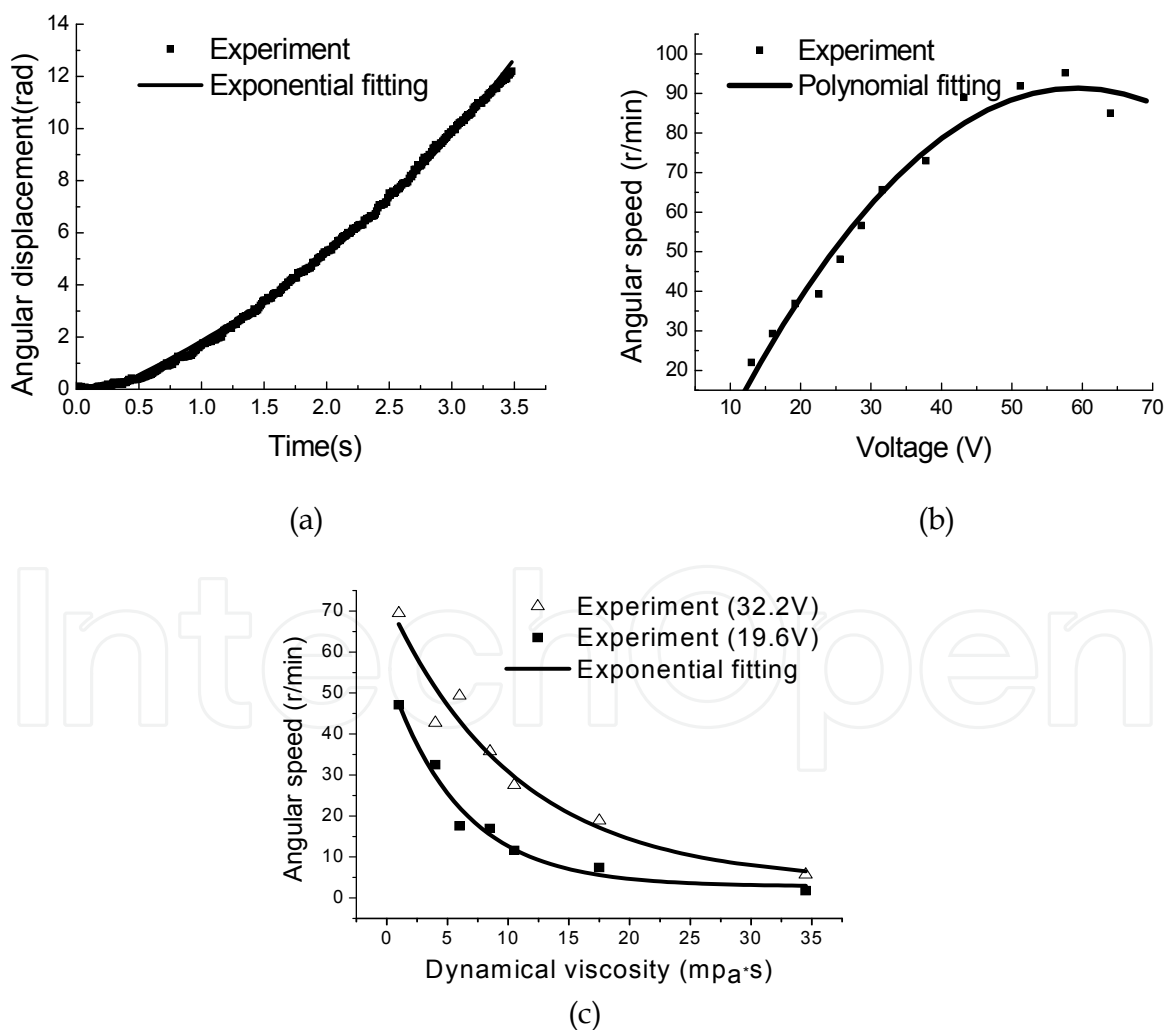 14
12
10
8
6
4
2
0
Angular displacement(rad)
Experiment
Exponential fitting
0.0 0.5 1.0 1.5 2.0 2.5 3.0 3.5
Time(s)
(a)
100
90
80
70
60
50
40
30
20
Angular speed (r/min)
Experiment
Polynomial fitting
10 20 30 40 50 60 70
Voltage (V)
(b)
IntechOpen
70
60
50
40
30
20
10
0
Angular speed (r/min)
Experiment (32.2V)
Experiment (19.6V)
Exponential fitting
0 5 10 15 20 25 30 35
Dynamical viscosity (mpa*s)
(c)